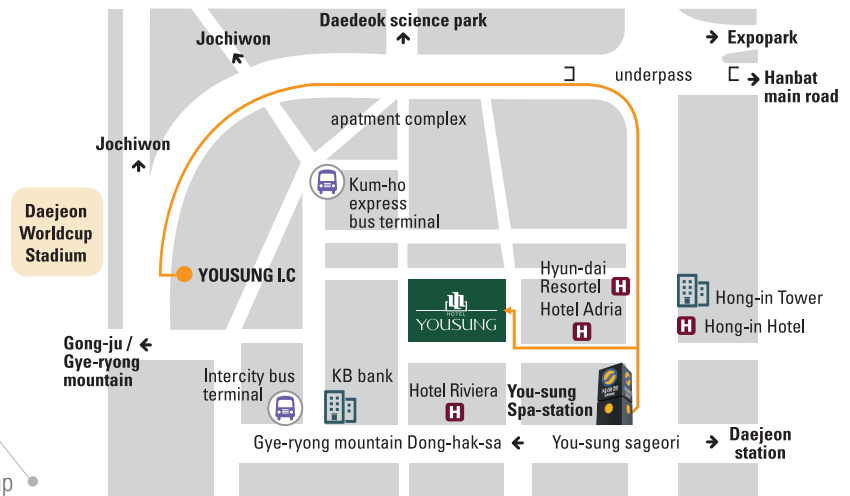 Daedeok science park
Jochiwon
Expopark
underpass
Hanbat
main road
apatment complex
Jochiwon
Kum-ho
express
bus terminal
Daejeon
Worldcup
Stadium
YOUSUNG I.C
Hyun-dai
Resortel H
Hotel Adria
H
HOTEL
YOUSUNG
Hong-in Tower
H Hong-in Hotel
Gong-ju /
Gye-ryong
mountain
Intercity bus
terminal
KB bank
Hotel Riviera
H
You-sung
Spa-station
Gye-ryong mountain Dong-hak-sa
You-sung sageori
Daejeon
station